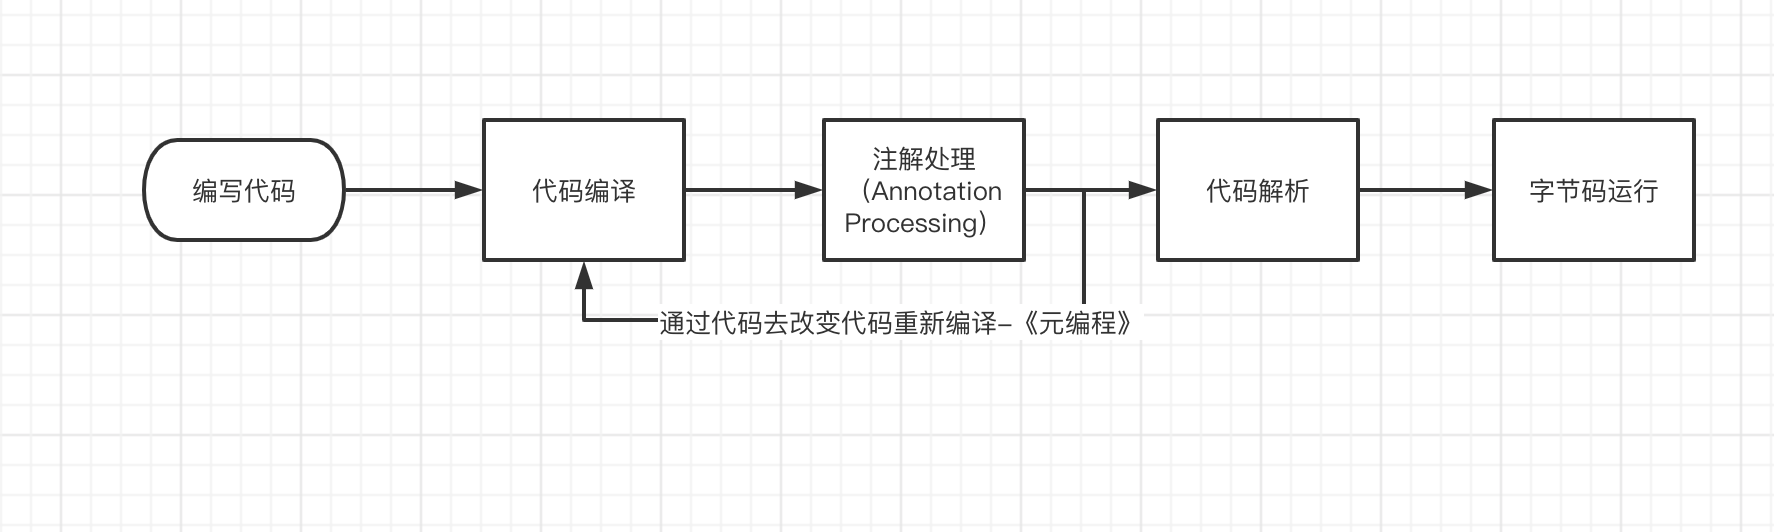 编写代码
代码编译
注解处理
（Annotation
Processing）
代码解析
字节码运行
通过代码去改变代码重新编译-《元编程》